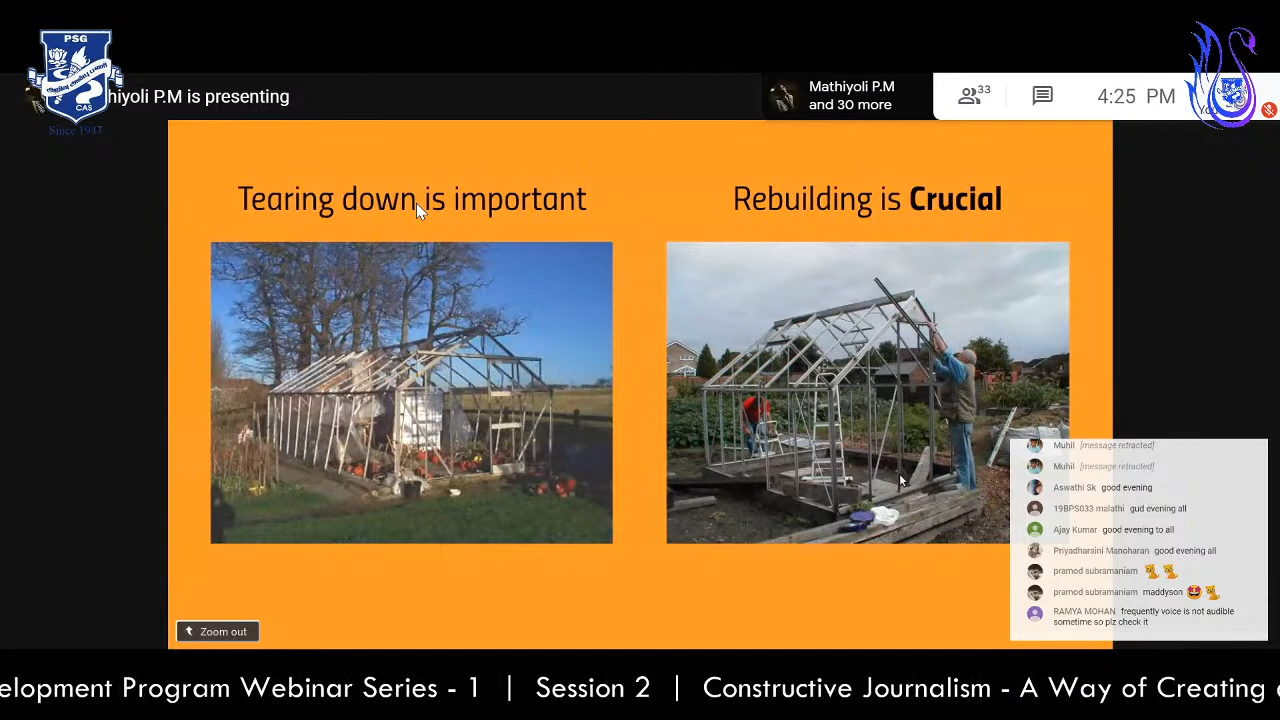 PSG
CAS
Since 1947
hiyoli P.M is presenting
Mathiyoli P.M
and 30 more
33
4:25 PM
Tearing down is important
Rebuilding is Crucial
Muhil [message retracted]
Muhil [message retracted]
Aswathi Sk good evening
19BPS033 malathi gud evening all
Ajay Kumar good evening to all
Priyadharsini Manoharan good evening all
pramod subramaniam 🐆 🐆
pramod subramaniam maddyson 🤩 🐆
RAMYA MOHAN frequently voice is not audible
sometime so plz check it
Zoom out
elopment Program Webinar Series - 1 | Session 2 | Constructive Journalism - A Way of Creating